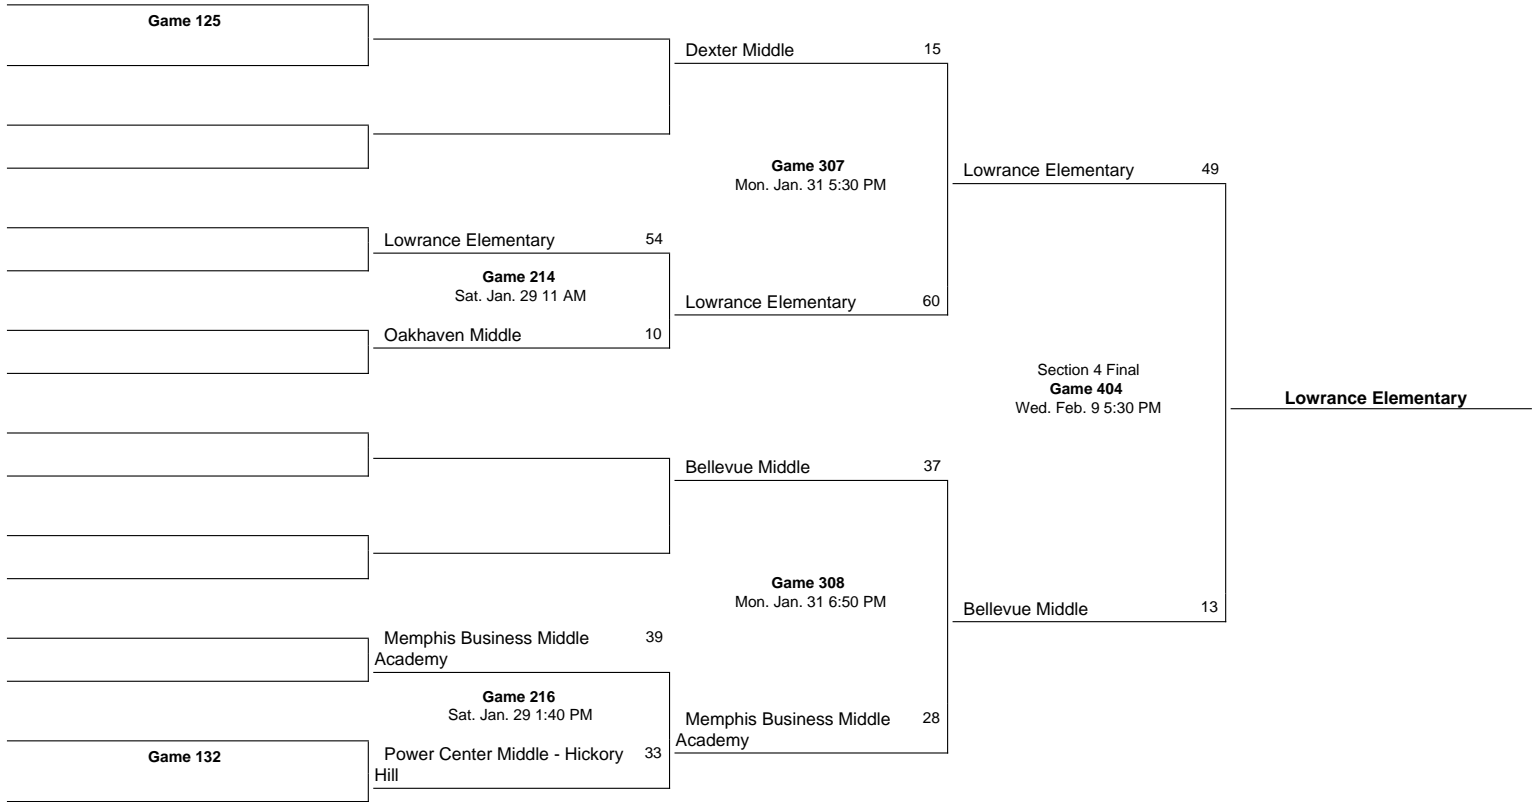 Game 125
Dexter Middle 15
Game 307
Mon. Jan. 31 5:30 PM
Lowrance Elementary 49
Lowrance Elementary 54
Game 214
Sat. Jan. 29 11 AM
Lowrance Elementary 60
Oakhaven Middle 10
Section 4 Final
Game 404
Wed. Feb. 9 5:30 PM
Lowrance Elementary
Bellevue Middle 37
Game 308
Mon. Jan. 31 6:50 PM
Bellevue Middle 13
Memphis Business Middle 39
Academy
Game 216
Sat. Jan. 29 1:40 PM
Memphis Business Middle 28
Academy
Game 132
Power Center Middle - Hickory 33
Hill